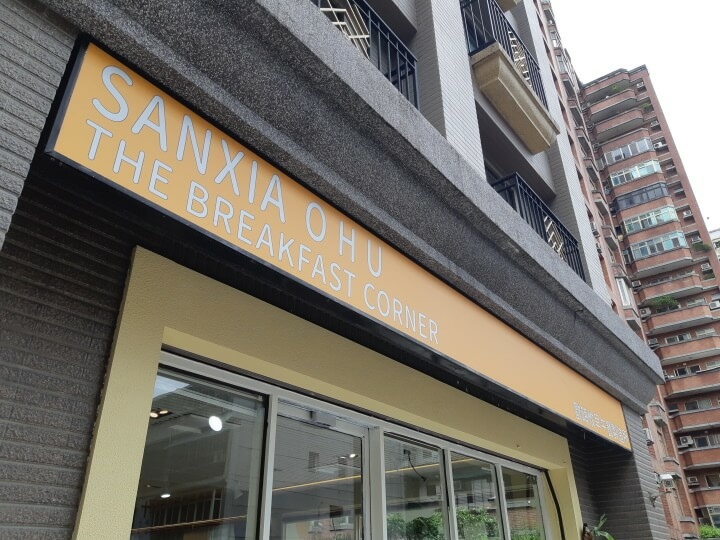 SANXIA OHU
THE BREAKFAST CORNER